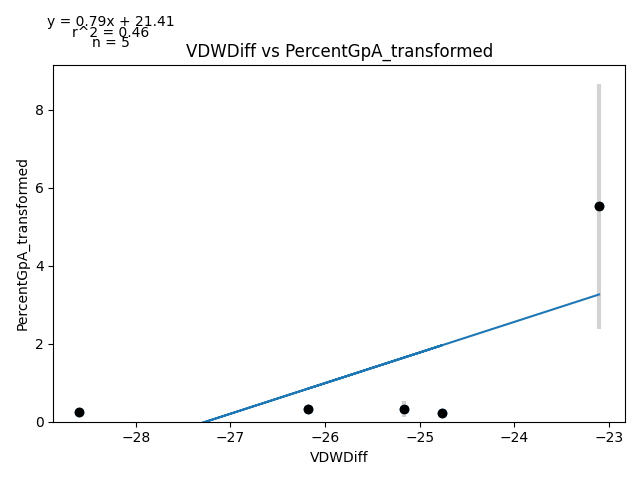 y = 0.79x + 21.41
r^2 = 0.46
n = 5
VDWDiff vs PercentGpA_transformed
PercentGpA_transformed
8
6
4
2
0
−28
−27
−26
−25
−24
−23
VDWDiff